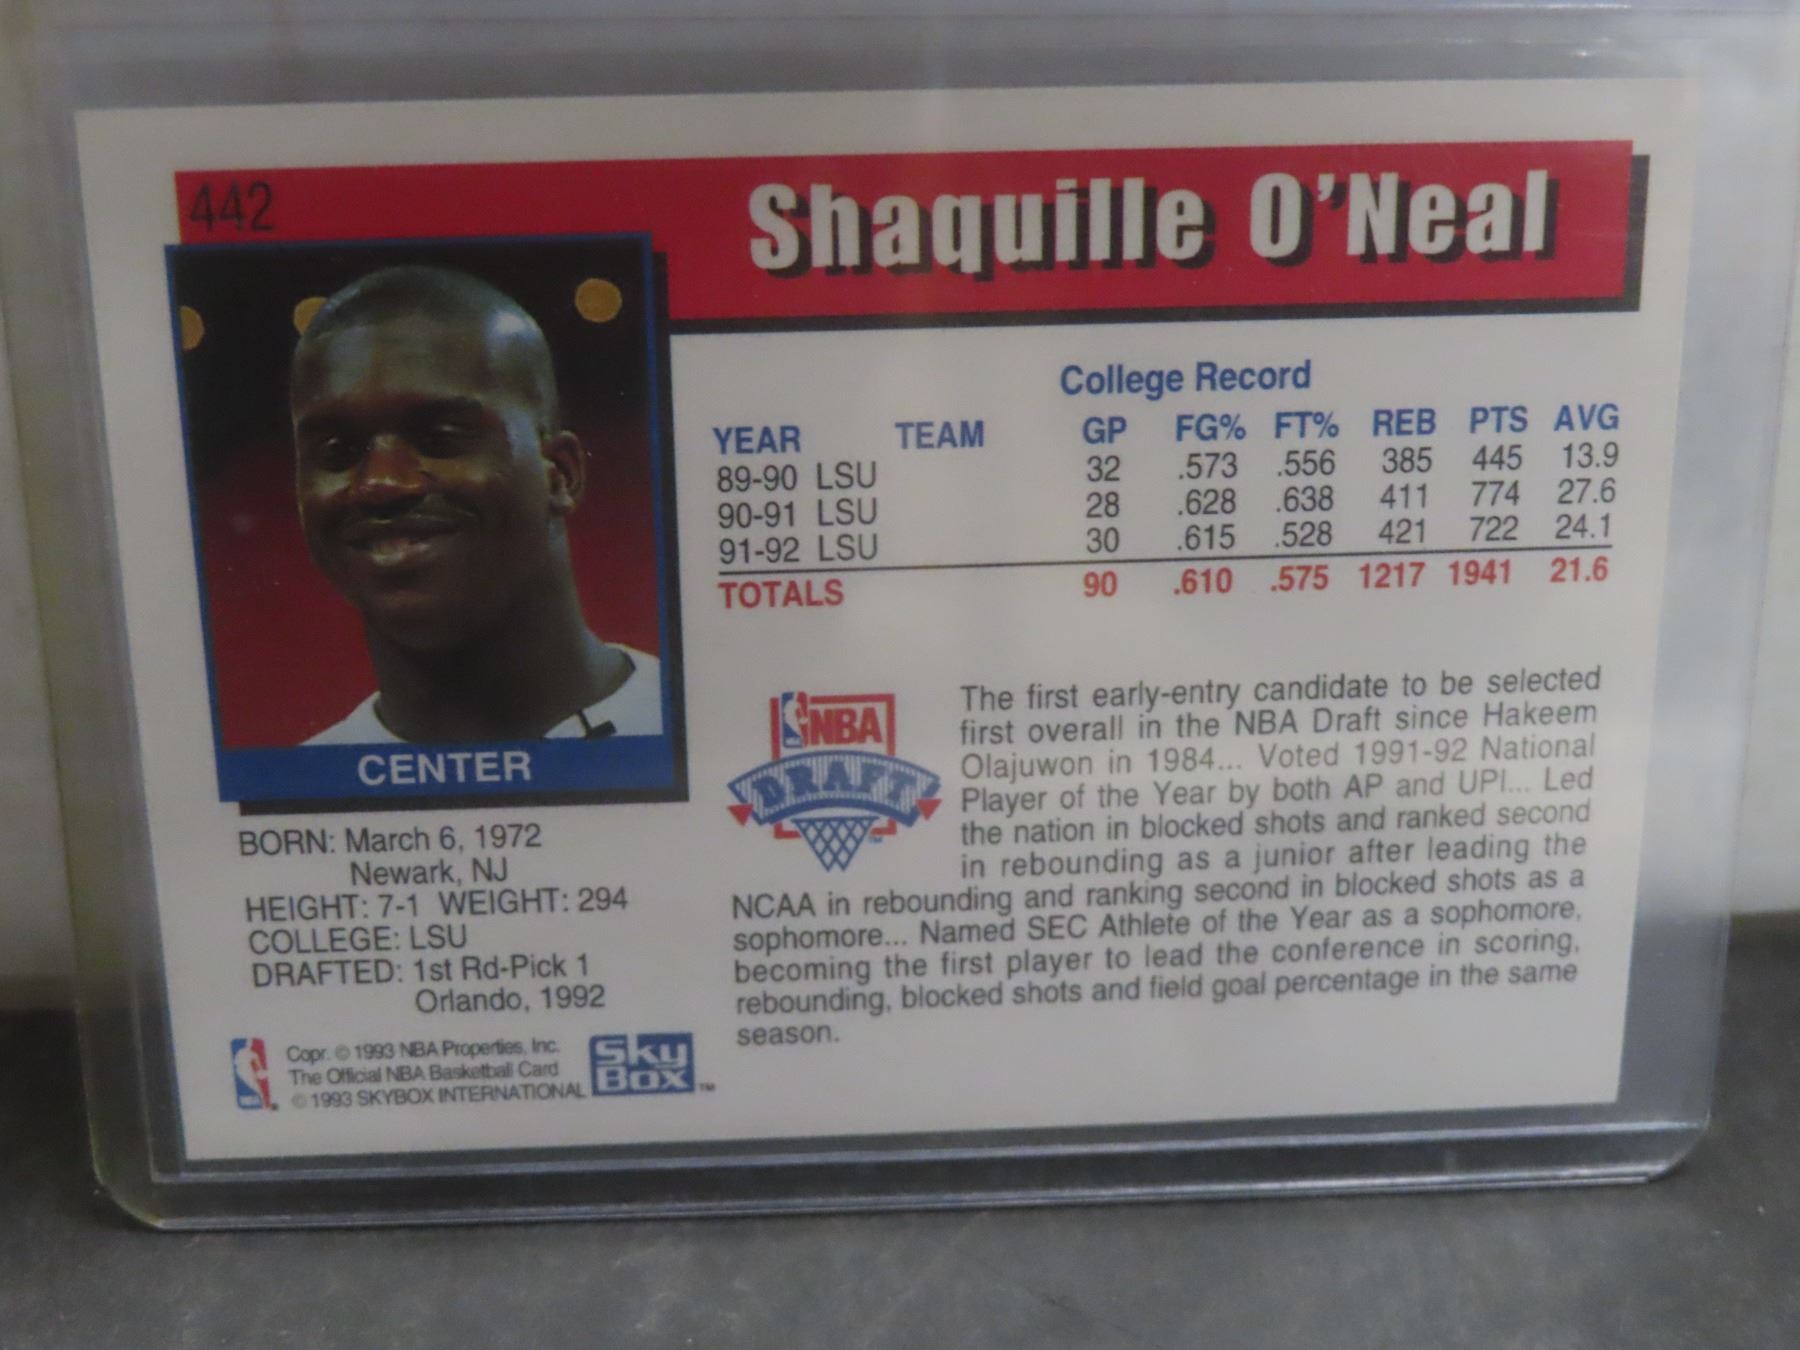 442
Shaquille O'Neal
College Record
YEAR TEAM GP FG% FT% REB PTS AVG
89-90 LSU 32 .573 .556 385 445 13.9
90-91 LSU 28 .628 .638 411 774 27.6
91-92 LSU 30 .615 .528 421 722 24.1
TOTALS 90 .610 .575 1217 1941 21.6
CENTER
BORN: March 6, 1972
Newark, NJ
HEIGHT: 7-1 WEIGHT: 294
COLLEGE: LSU
DRAFTED: 1st Rd-Pick 1
Orlando, 1992
NBA
DRAFT
TM
The first early-entry candidate to be selected
first overall in the NBA Draft since Hakeem
Olajuwon in 1984... Voted 1991-92 National
Player of the Year by both AP and UPI... Led
the nation in blocked shots and ranked second
in rebounding as a junior after leading the
NCAA in rebounding and ranking second in blocked shots as a
sophomore... Named SEC Athlete of the Year as a sophomore,
becoming the first player to lead the conference in scoring,
rebounding, blocked shots and field goal percentage in the same
season.
Copr. © 1993 NBA Properties, Inc.
The Official NBA Basketball Card
© 1993 SKYBOX INTERNATIONAL
Sky
Box TM